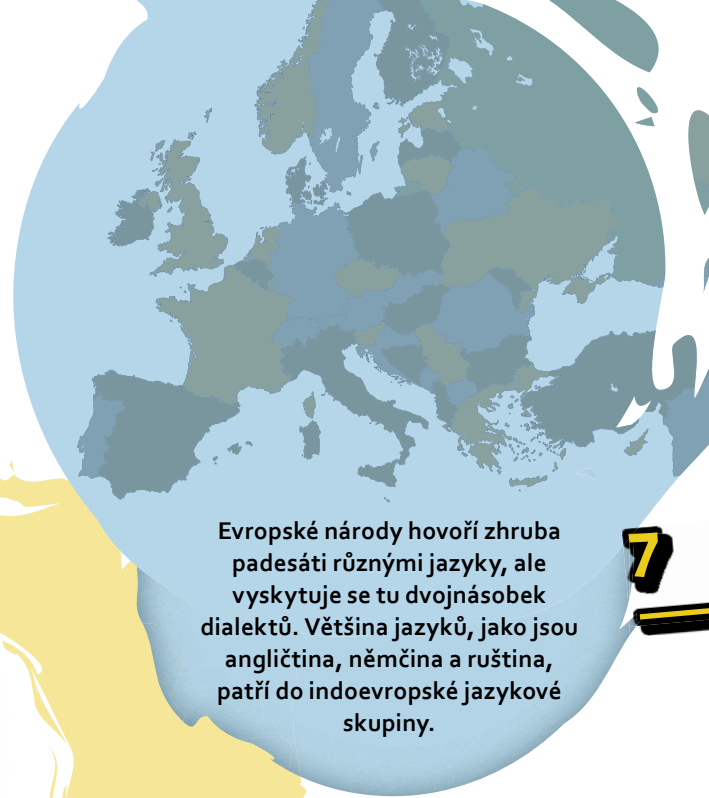 Evropské národy hovoří zhruba
padesáti různými jazyky, ale
vyskytuje se tu dvojnásobek
dialektů. Většina jazyků, jako jsou
angličtina, němčina a ruština,
patří do indoevropské jazykové
skupiny.
7